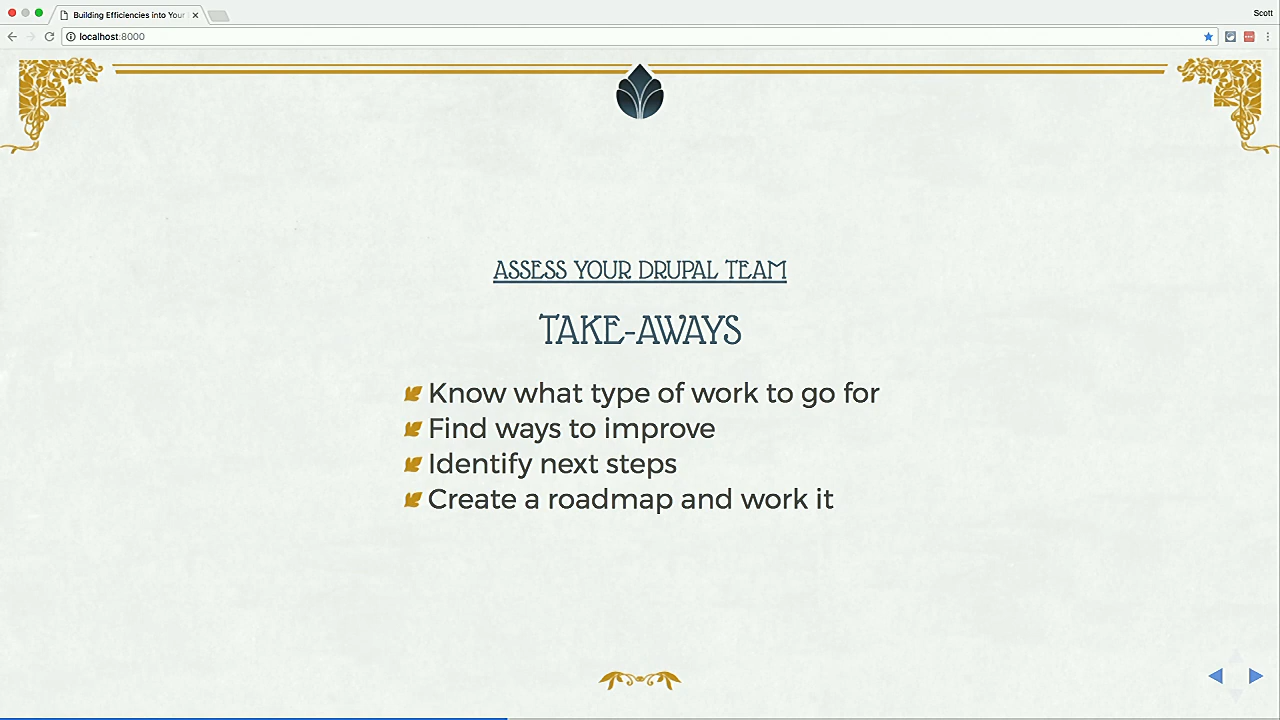 Building Efficiencies into Your
Scott
localhost:8000
ASSESS YOUR DRUPAL TEAM
TAKE-AWAYS
Know what type of work to go for
Find ways to improve
Identify next steps
Create a roadmap and work it